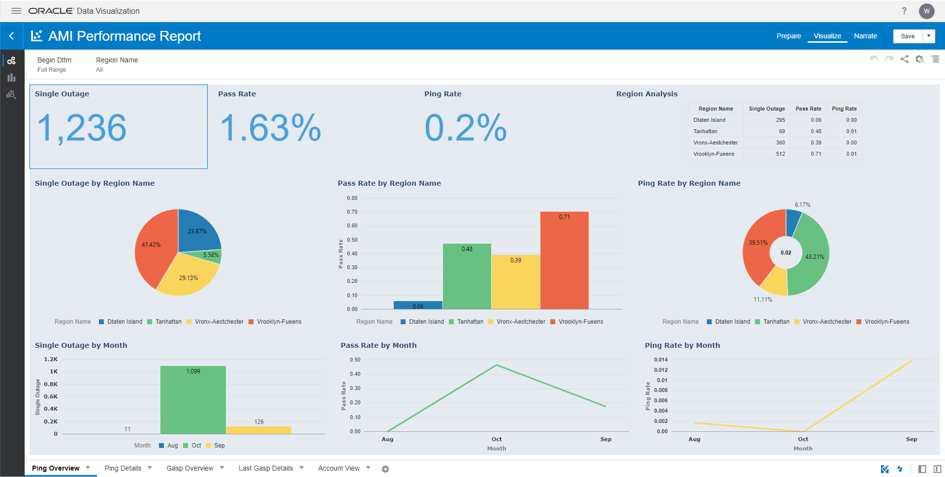 ORACLE Data Visualization ? W
AMI Performance Report Prepare Visualize Narrate Save
Begin Dttm Region Name
Full Range All
Single Outage
1,236
Pass Rate
1.63%
Ping Rate
0.2%
Region Analysis
Region Name Single Outage Pass Rate Ping Rate
Dtaten Island 295 0.06 0.00
Tanhattan 69 0.48 0.01
Vronx-Aestchester 360 0.39 0.00
Vrooklyn-Fueens 512 0.71 0.01
Single Outage by Region Name
23.87%
5.58%
29.13%
41.42%
Region Name Dtaten Island Tanhattan Vronx-Aestchester Vrooklyn-Fueens
Pass Rate by Region Name
Pass Rate
0.80
0.70
0.60
0.50
0.40
0.30
0.20
0.10
0.00
0.06
0.48
0.39
0.71
Region Name Dtaten Island Tanhattan Vronx-Aestchester Vrooklyn-Fueens
Ping Rate by Region Name
6.17%
43.21%
11.11%
39.51%
0.02
Region Name Dtaten Island Tanhattan Vronx-Aestchester Vrooklyn-Fueens
Single Outage by Month
Single Outage
1.2K
1K
0.8K
0.6K
0.4K
0.2K
0
11
1,099
126
Month Aug Oct Sep
Pass Rate by Month
Pass Rate
0.50
0.40
0.30
0.20
0.10
0.00
Aug Oct Sep
Month
Ping Rate by Month
Ping Rate
0.014
0.012
0.01
0.008
0.006
0.004
0.002
0.00
Aug Oct Sep
Month
Ping Overview Ping Details Gasp Overview Last Gasp Details Account View